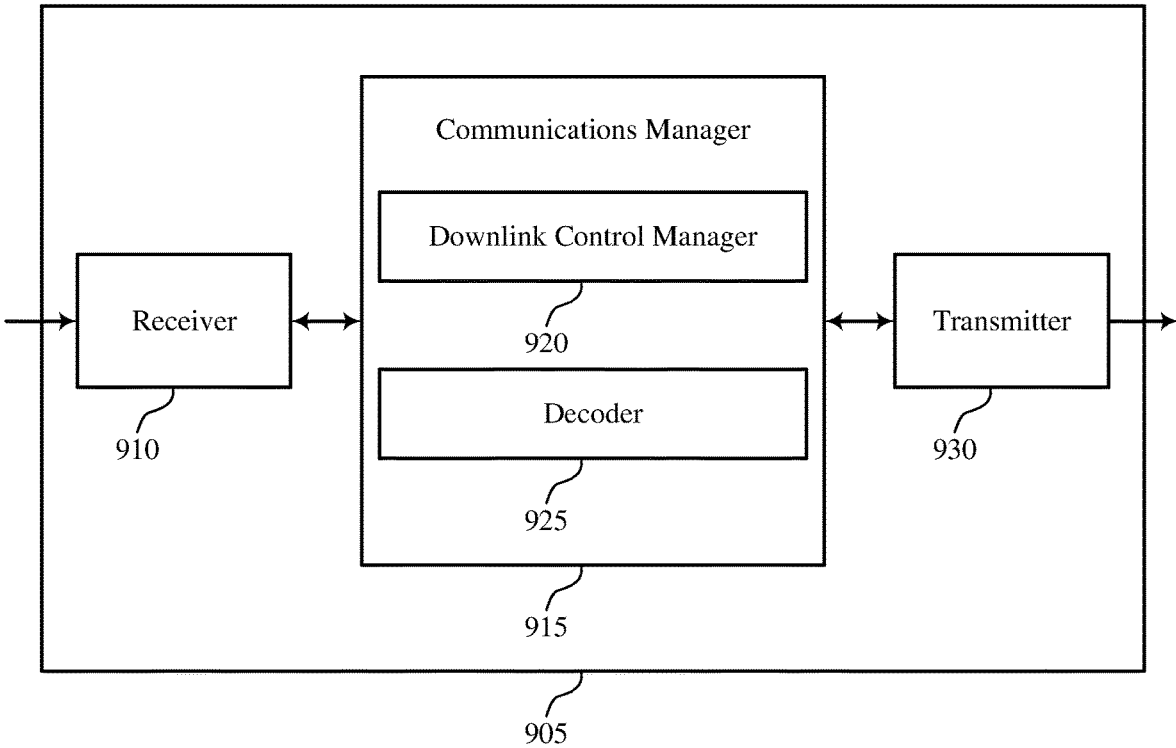 Communications Manager
Downlink Control Manager
920
Receiver
910
Transmitter
930
Decoder
925
915
905